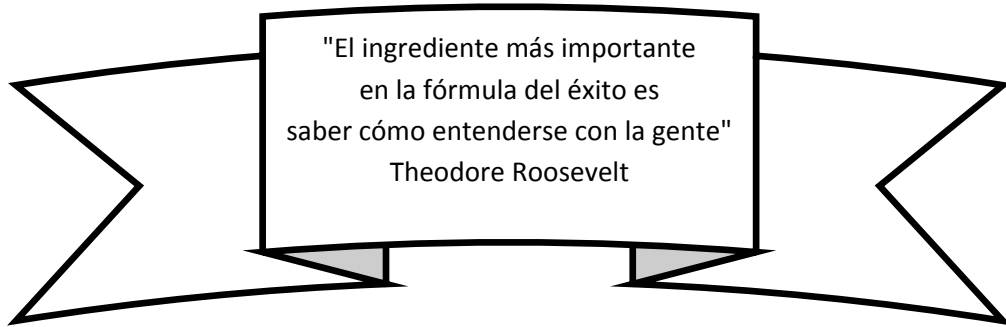 "El ingrediente más importante
en la fórmula del éxito es
saber cómo entenderse con la gente"
Theodore Roosevelt